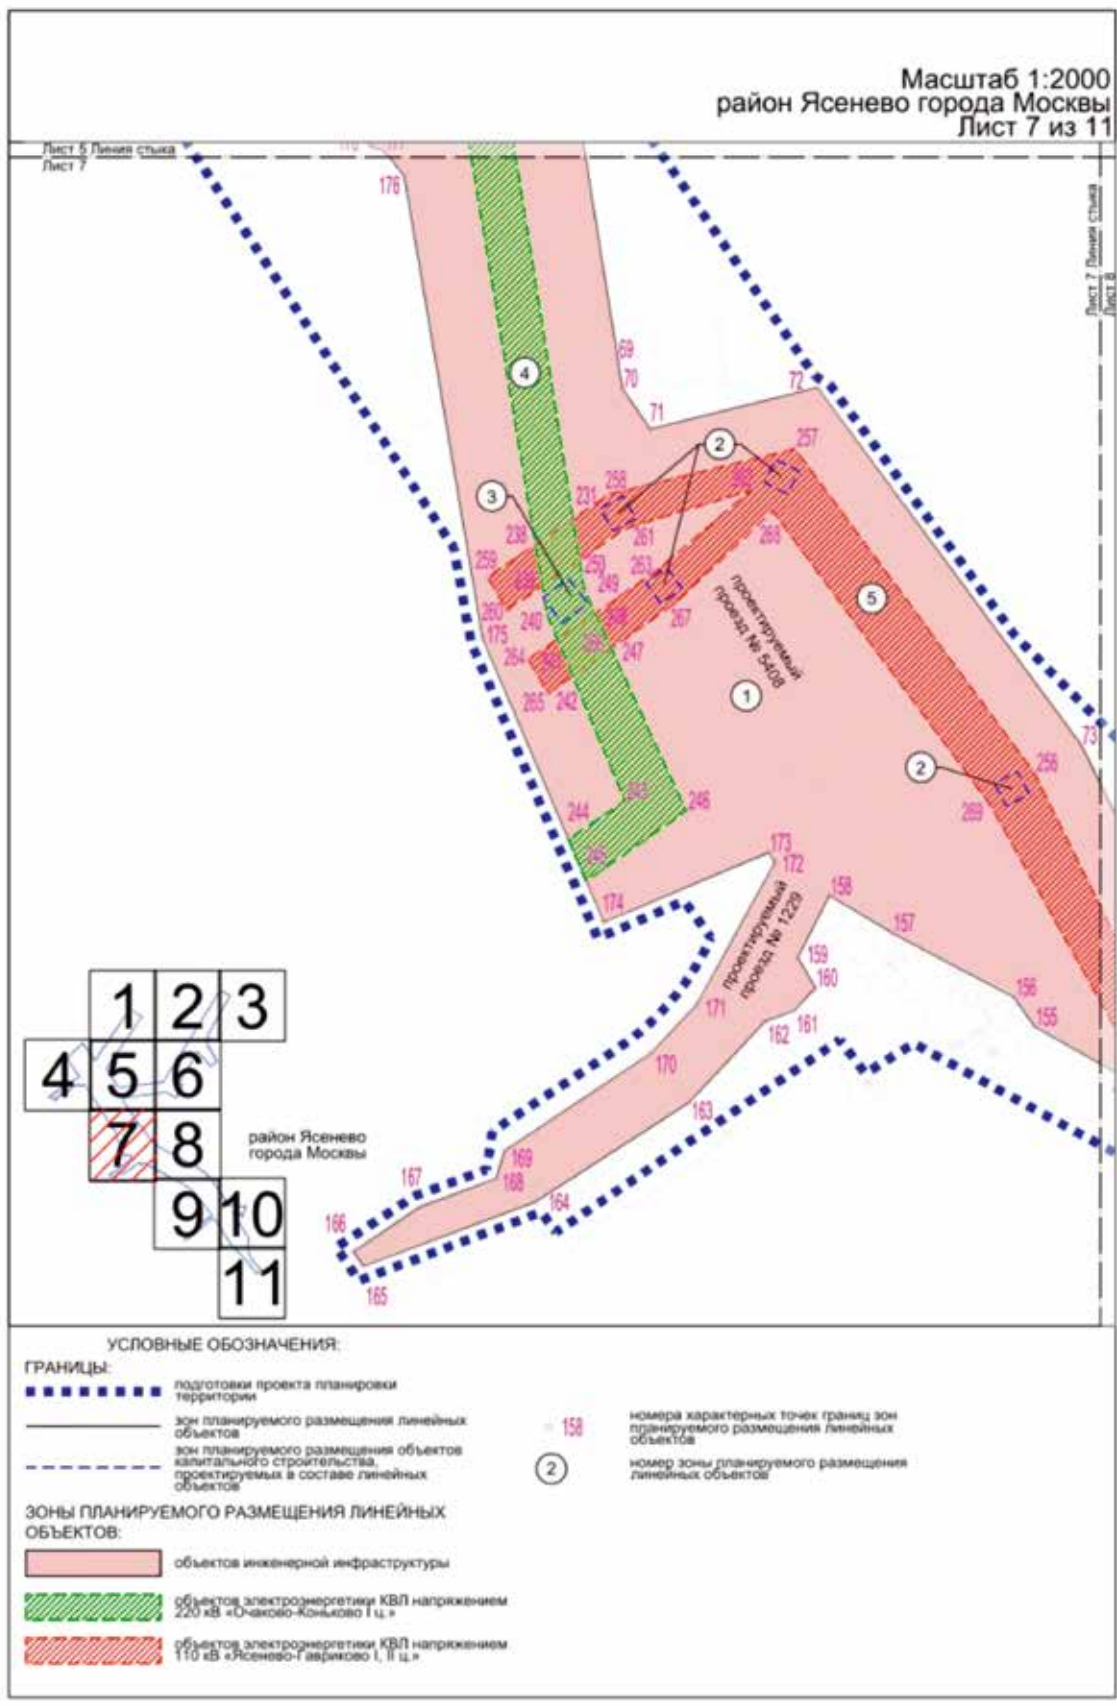 Масштаб 1:2000
район Ясенево города Москвы
Лист 7 из 11
Лист 5 Линия стыка
Лист 7
Лист 7 Линия стыка
Лист 8
176
69
70
71
72
4
2
257
3
231
258
238
261
268
259
250
263
249
5
260
240
267
175
264
247
265
242
проектируемый
проезд № 5408
1
73
2
256
269
243
246
244
245
173
172
174
158
157
проектируемый
проезд № 1229
159
160
156
155
171
161
162
170
163
169
168
167
164
166
165
1 2 3
4 5 6
7 8
9 10
11
район Ясенево
города Москвы
УСЛОВНЫЕ ОБОЗНАЧЕНИЯ:
ГРАНИЦЫ:
подготовки проекта планировки
территории
зон планируемого размещения линейных
объектов
зон планируемого размещения объектов
капитального строительства,
проектируемых в составе линейных
объектов
158
номера характерных точек границ зон
планируемого размещения линейных
объектов
2
номер зоны планируемого размещения
линейных объектов
ЗОНЫ ПЛАНИРУЕМОГО РАЗМЕЩЕНИЯ ЛИНЕЙНЫХ
ОБЪЕКТОВ:
объектов инженерной инфраструктуры
объектов электроэнергетики КВЛ напряжением
220 кВ «Очаково-Коньково I ц.»
объектов электроэнергетики КВЛ напряжением
110 кВ «Ясенево-Гавриково I, II ц.»